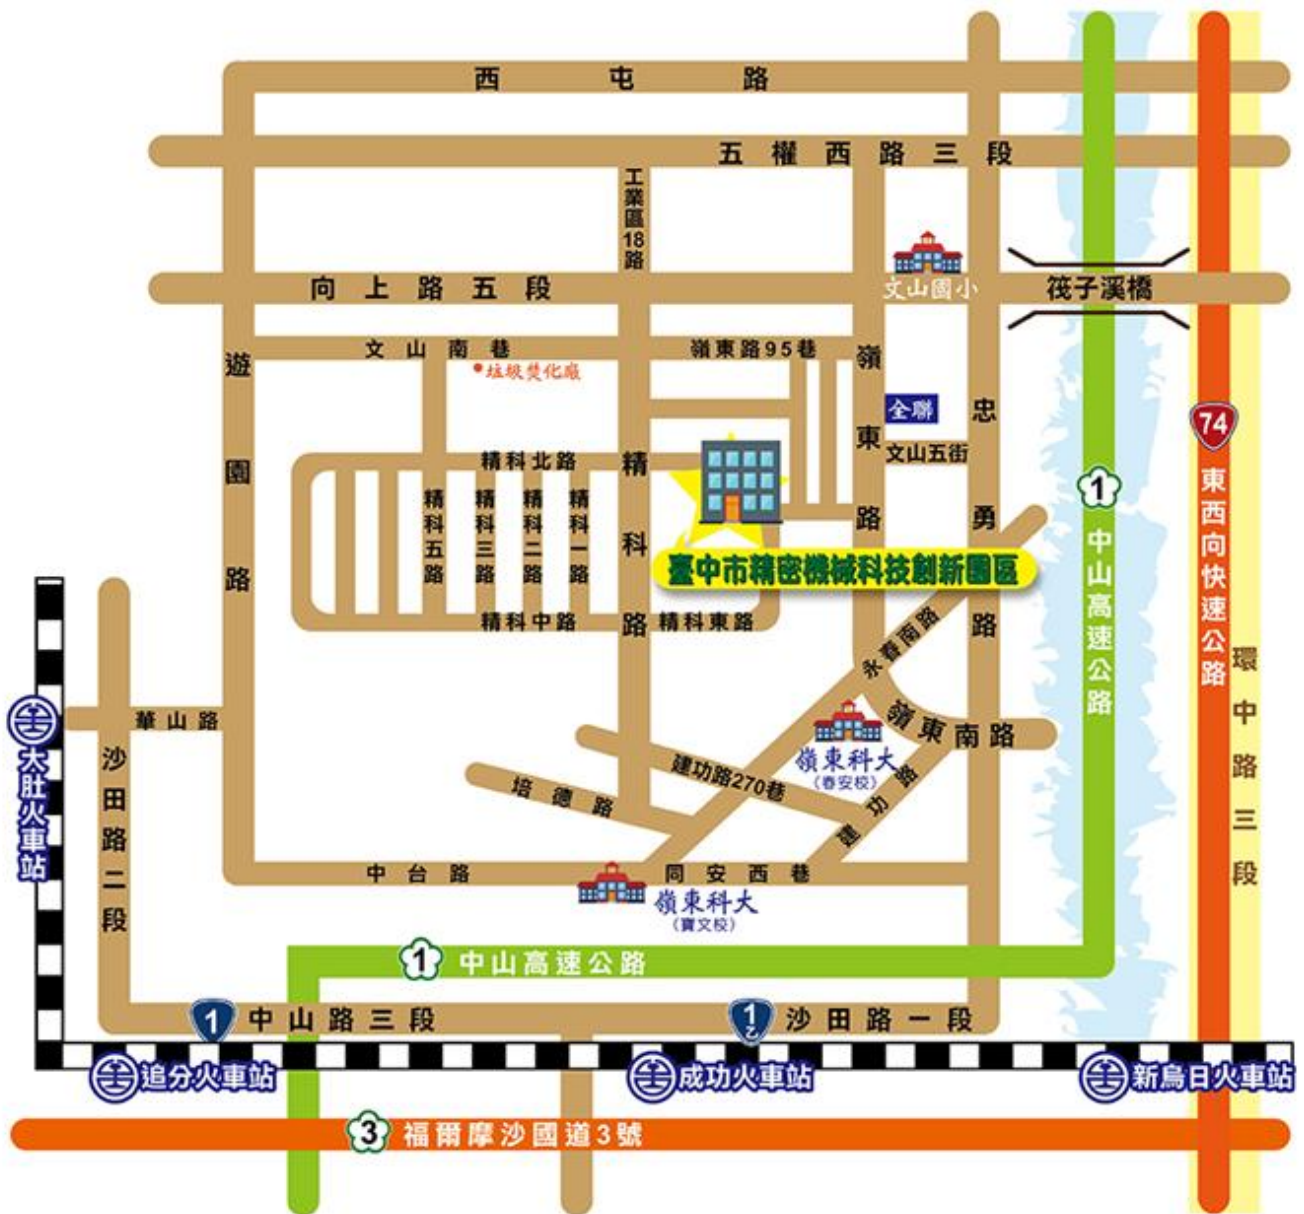 西屯路
五權西路三段
工業區18路
文山國小
向上路五段
筏子溪橋
文山南巷
嶺東路95巷
垃圾焚化廠
遊園路
嶺東路
全聯
忠勇路
74
東西向快速公路
文山五街
精科北路
精科路
1
中山高速公路
精科五路
精科三路
精科二路
精科一路
臺中市精密機械科技創新園區
精科中路
精科東路
永春南路
環中路三段
華山路
大肚火車站
沙田路二段
嶺東南路
嶺東科大
(春安校)
建功路270巷
建功路
培德路
中台路
同安西巷
嶺東科大
(寶文校)
1
中山高速公路
1
中山路三段
1
乙
沙田路一段
追分火車站
成功火車站
新烏日火車站
3
福爾摩沙國道3號